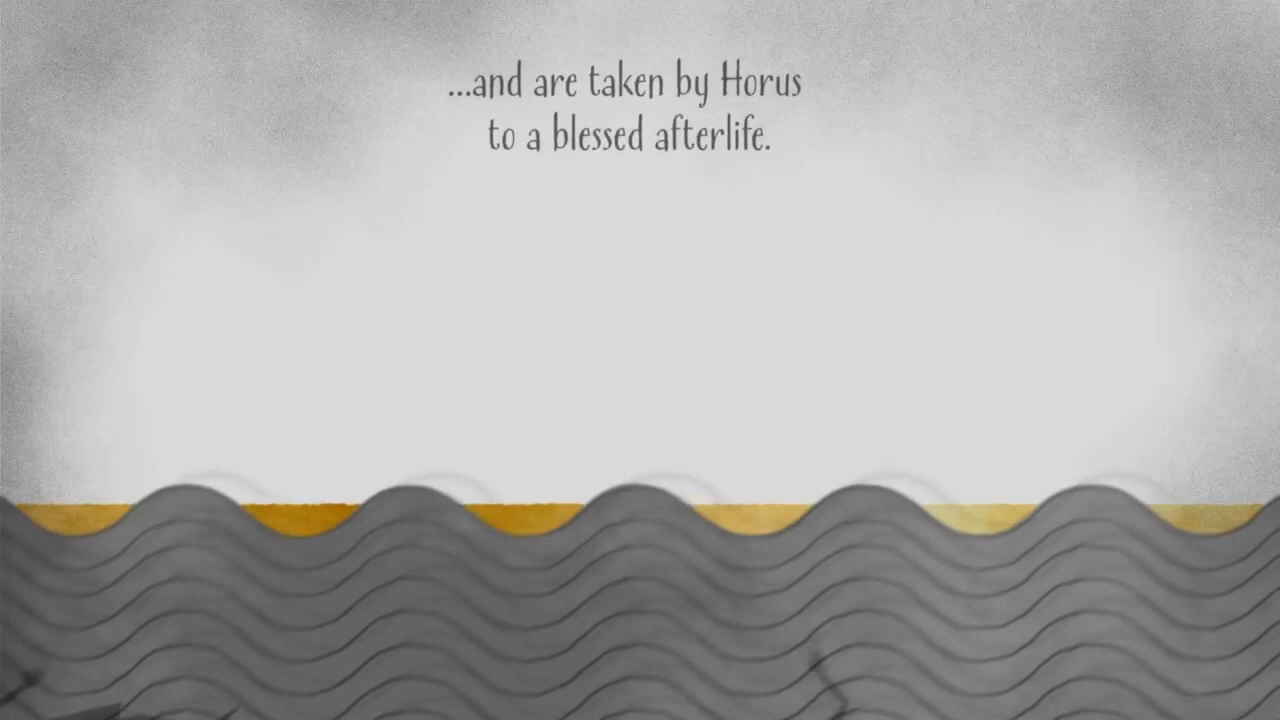 ...and are taken by Horus
to a blessed afterlife.